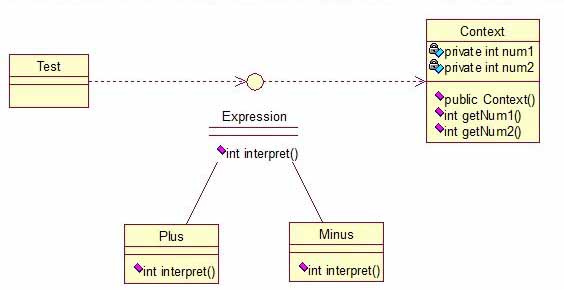 Context
private int num1
private int num2
public Context()
int getNum1()
int getNum2()
Test
Expression
int interpret()
Plus
int interpret()
Minus
int interpret()